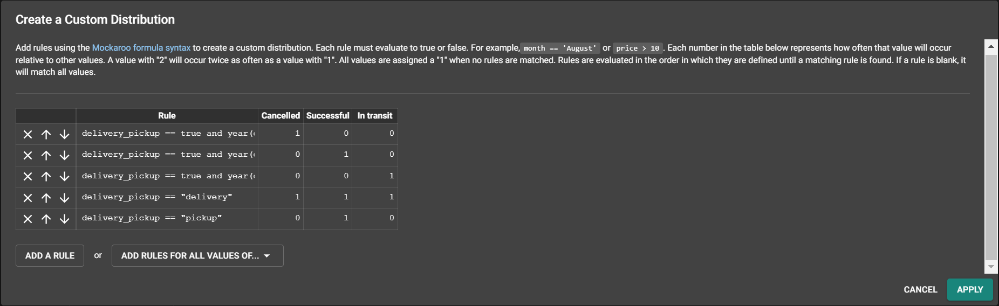 Create a Custom Distribution
Add rules using the Mockaroo formula syntax to create a custom distribution. Each rule must evaluate to true or false. For example, month == 'August' or price > 10 . Each number in the table below represents how often that value will occur
relative to other values. A value with "2" will occur twice as often as a value with "1". All values are assigned a "1" when no rules are matched. Rules are evaluated in the order in which they are defined until a matching rule is found. If a rule is blank, it
will match all values.
Rule Cancelled Successful In transit
delivery_pickup == true and year( 1 0 0
delivery_pickup == true and year( 0 1 0
delivery_pickup == true and year( 0 0 1
delivery_pickup == "delivery" 1 1 1
delivery_pickup == "pickup" 0 1 0
ADD A RULE or ADD RULES FOR ALL VALUES OF...
CANCEL APPLY